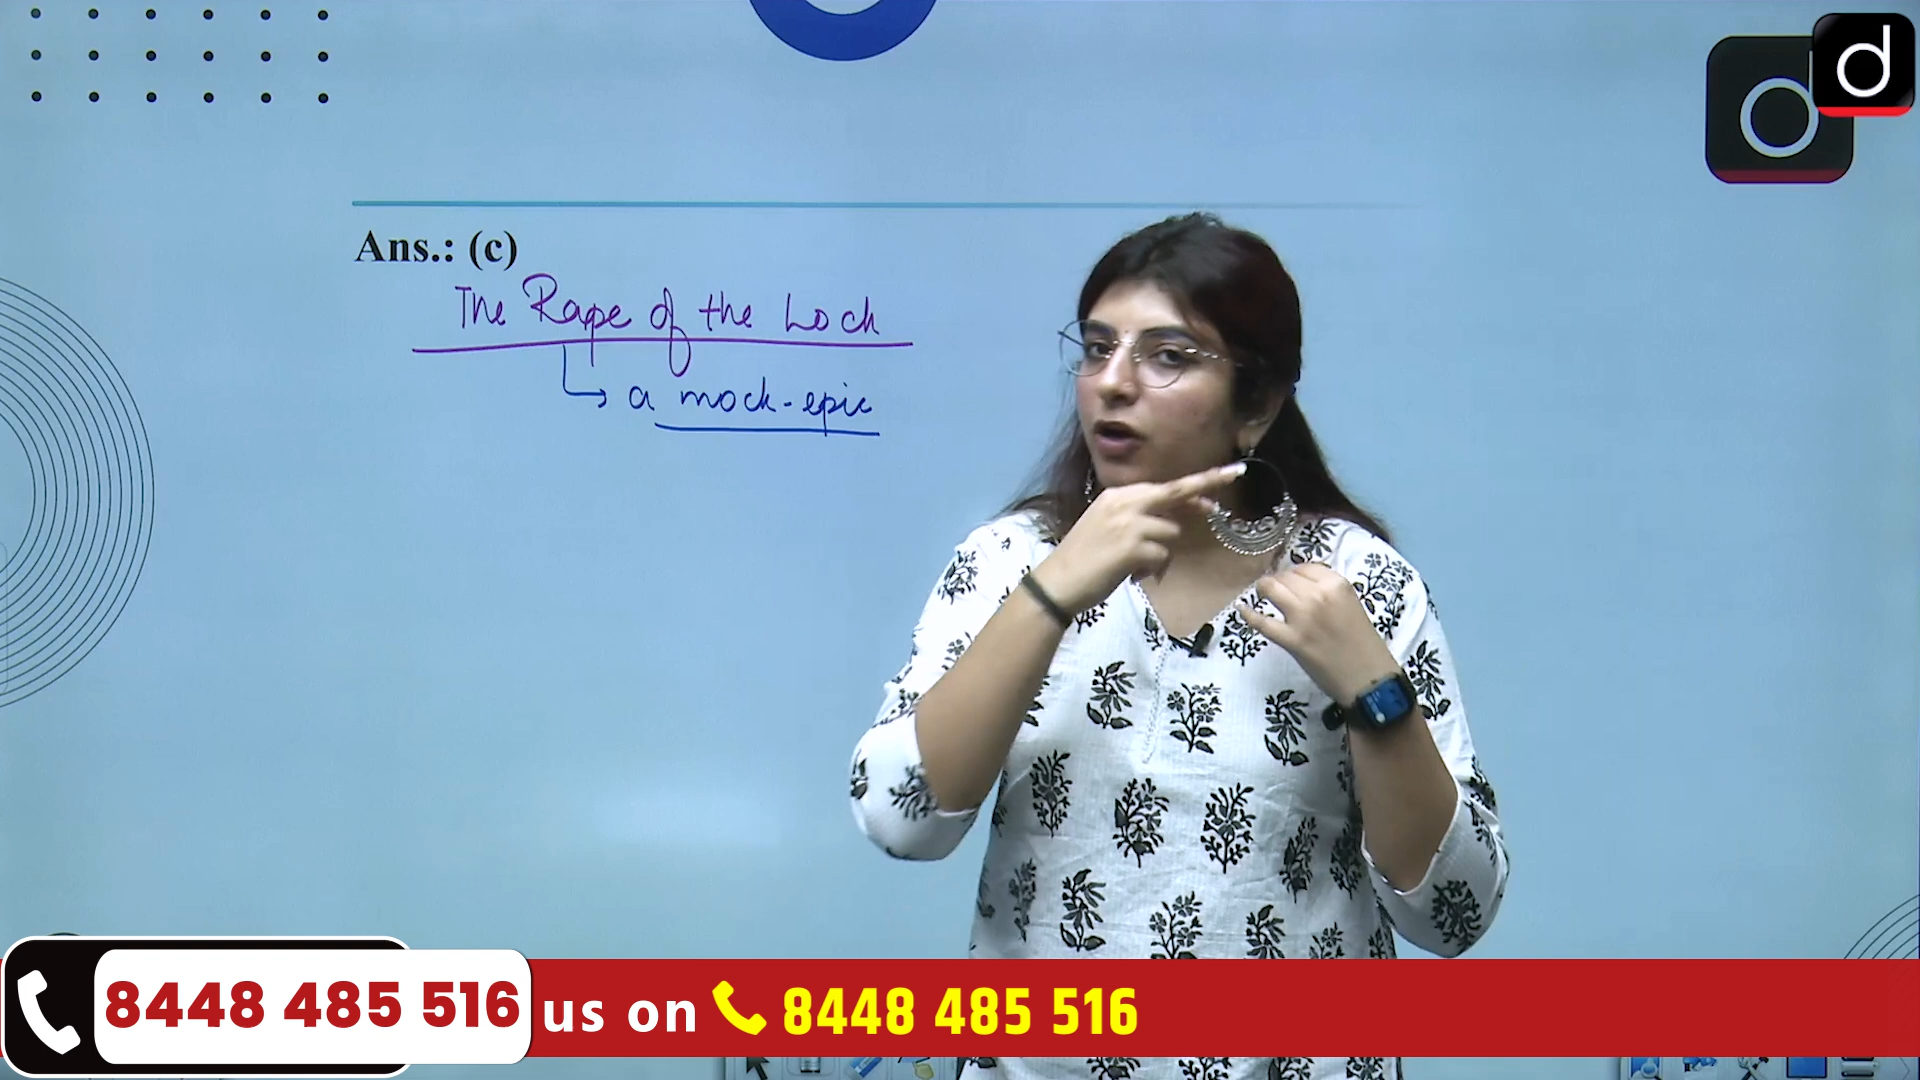 d
Ans.: (c)
The Rape of the Lock
a mock-epic
8448 485 516 us on 8448 485 516